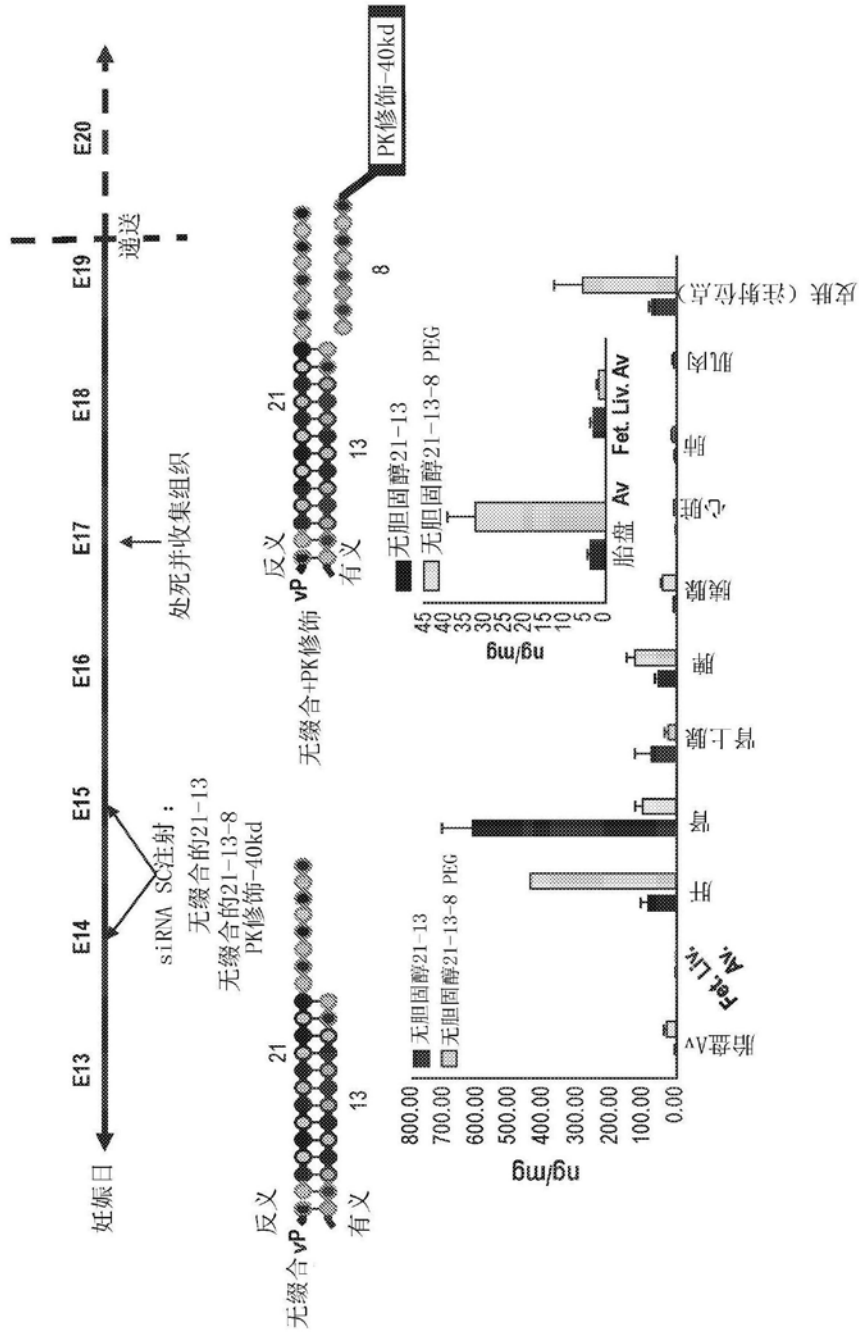 妊娠日
E13
E14
E15
E16
E17
E18
E19
E20
siRNA SC注射：
无缀合的21-13
无缀合的21-13-8
PK修饰-40kd
处死并收集组织
递送
无缀合 vP
反义
有义
21
13
无缀合+PK修饰
vP
反义
有义
21
13
8
PK修饰-40kd
ng/mg
800.00
700.00
600.00
500.00
400.00
300.00
200.00
100.00
0.00
无胆固醇21-13
无胆固醇21-13-8 PEG
胎盘Av
Fet. Liv.
Av.
肝
肾
肾上腺
脾
胰腺
心脏
肺
肌肉
皮肤（注射位点）
ng/mg
45
40
35
30
25
20
15
10
5
0
无胆固醇21-13
无胆固醇21-13-8 PEG
胎盘 Av
Fet. Liv. Av